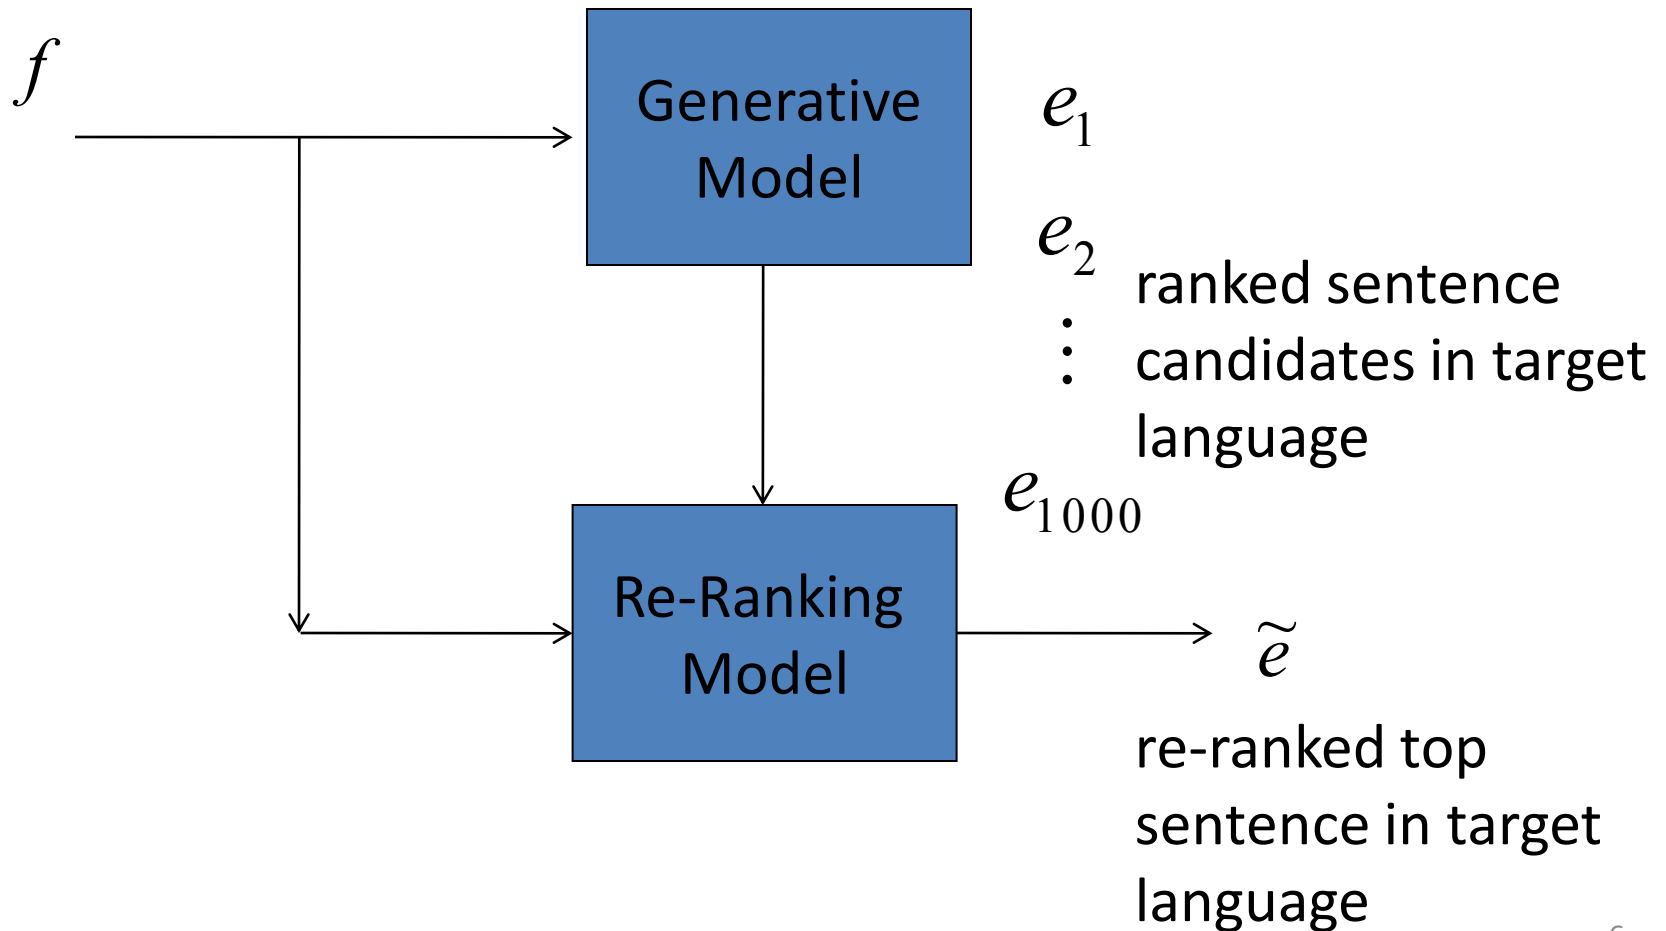 f
Generative
Model
e₁
e₂
ranked sentence
⋮
candidates in target
language
e₁₀₀₀
Re-Ranking
Model
ẽ
re-ranked top
sentence in target
language